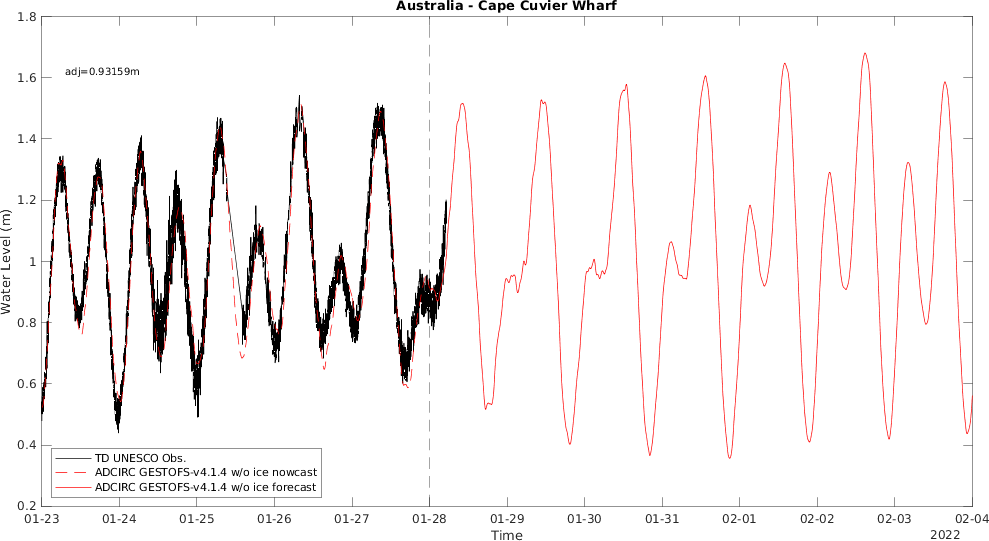 Australia - Cape Cuvier Wharf
1.8
1.6
1.4
1.2
1
0.8
0.6
0.4
0.2
Water Level (m)
adj=0.93159m
TD UNESCO Obs.
ADCIRC GESTOFS-v4.1.4 w/o ice nowcast
ADCIRC GESTOFS-v4.1.4 w/o ice forecast
01-23 01-24 01-25 01-26 01-27 01-28 01-29 01-30 01-31 02-01 02-02 02-03 02-04
Time
2022